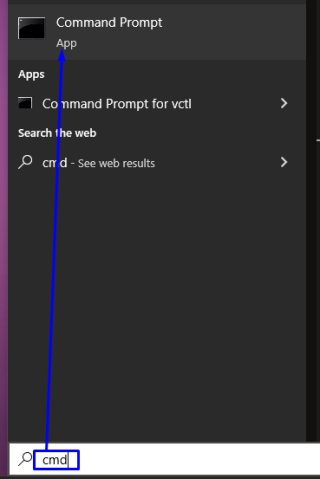 Command Prompt
App
Apps
Command Prompt for vctl
Search the web
cmd - See web results
cmd